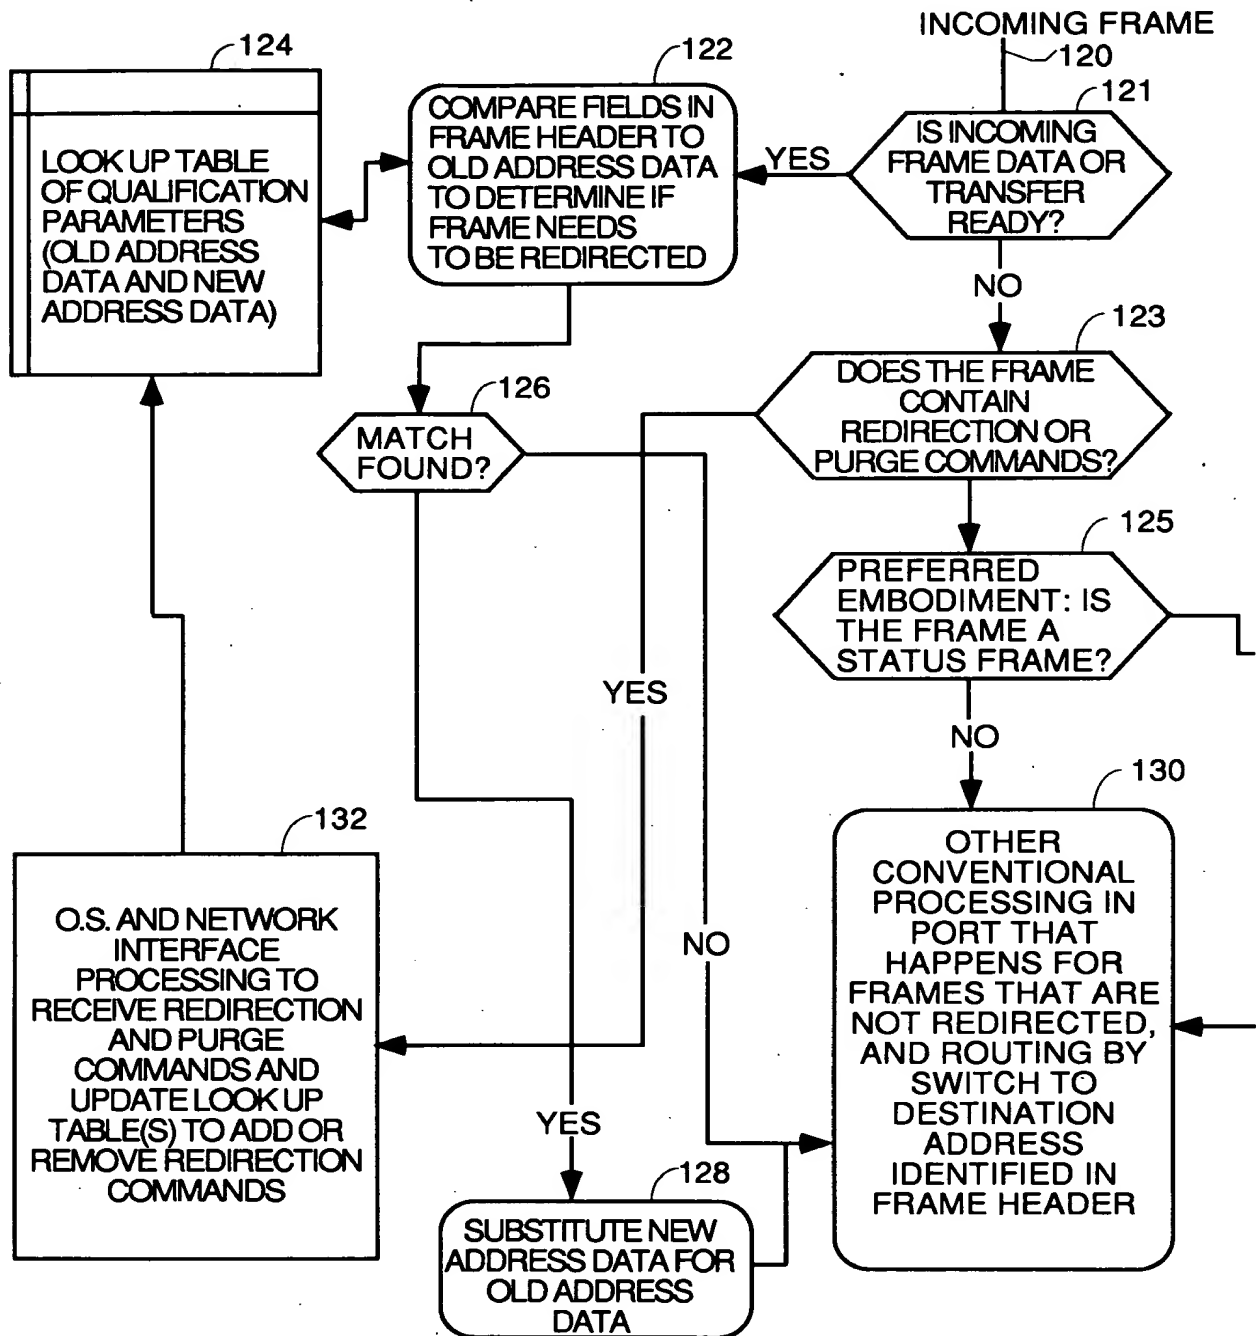 INCOMING FRAME
120
121
IS INCOMING
FRAME DATA OR
TRANSFER
READY?
YES
NO
122
COMPARE FIELDS IN
FRAME HEADER TO
OLD ADDRESS DATA
TO DETERMINE IF
FRAME NEEDS
TO BE REDIRECTED
124
LOOK UP TABLE
OF QUALIFICATION
PARAMETERS
(OLD ADDRESS
DATA AND NEW
ADDRESS DATA)
123
DOES THE FRAME
CONTAIN
REDIRECTION OR
PURGE COMMANDS?
126
MATCH
FOUND?
125
PREFERRED
EMBODIMENT: IS
THE FRAME A
STATUS FRAME?
YES
NO
130
OTHER
CONVENTIONAL
PROCESSING IN
PORT THAT
HAPPENS FOR
FRAMES THAT ARE
NOT REDIRECTED,
AND ROUTING BY
SWITCH TO
DESTINATION
ADDRESS
IDENTIFIED IN
FRAME HEADER
132
O.S. AND NETWORK
INTERFACE
PROCESSING TO
RECEIVE REDIRECTION
AND PURGE
COMMANDS AND
UPDATE LOOK UP
TABLE(S) TO ADD OR
REMOVE REDIRECTION
COMMANDS
NO
YES
128
SUBSTITUTE NEW
ADDRESS DATA FOR
OLD ADDRESS
DATA